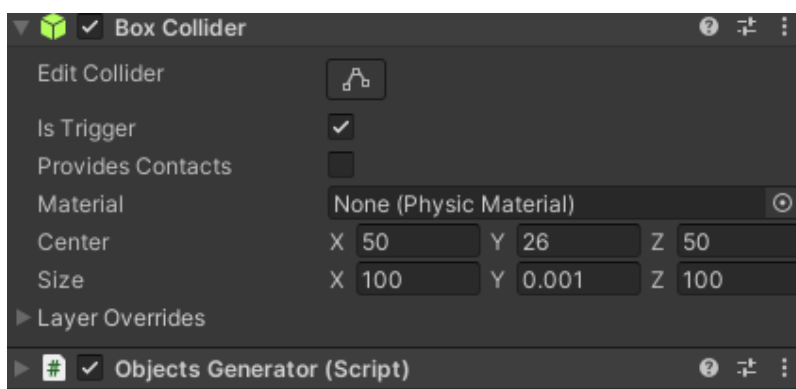 Box Collider
Edit Collider
Is Trigger
Provides Contacts
Material None (Physic Material)
Center X 50 Y 26 Z 50
Size X 100 Y 0.001 Z 100
Layer Overrides
# Objects Generator (Script)